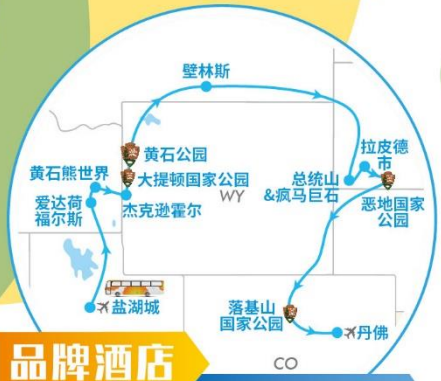 壁林斯
拉皮德
市
黄石公园
黄石熊世界
大提顿国家公园
总统山
&疯马巨石
爱达荷
福尔斯
杰克逊霍尔
WY
恶地国家
公园
盐湖城
落基山
国家公园
丹佛
品牌酒店
CO